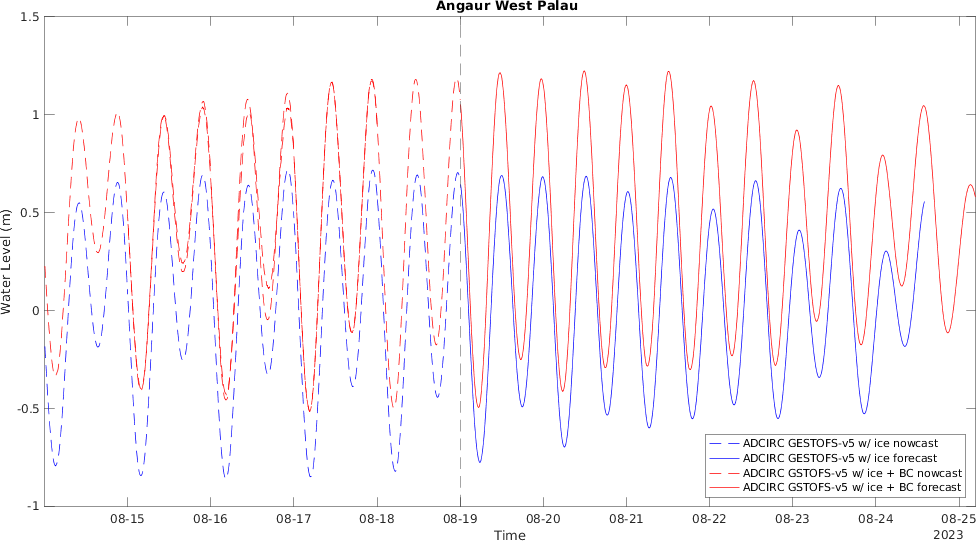 Angaur West Palau
Water Level (m)
1.5
1
0.5
0
-0.5
-1
08-15 08-16 08-17 08-18 08-19 08-20 08-21 08-22 08-23 08-24 08-25
Time
2023
ADCIRC GESTOFS-v5 w/ ice nowcast
ADCIRC GESTOFS-v5 w/ ice forecast
ADCIRC GSTOFS-v5 w/ ice + BC nowcast
ADCIRC GSTOFS-v5 w/ ice + BC forecast